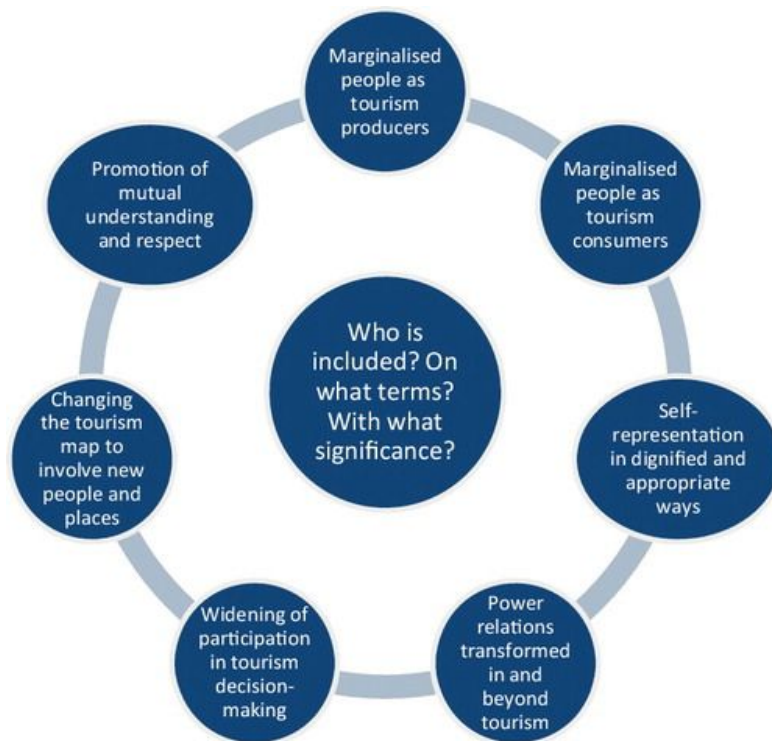 Marginalised
people as
tourism
producers
Marginalised
people as
tourism
consumers
Self-
representation
in dignified and
appropriate
ways
Power
relations
transformed
in and
beyond
tourism
Widening of
participation
in tourism
decision-
making
Changing
the tourism
map to
involve new
people and
places
Promotion of
mutual
understanding
and respect
Who is
included? On
what terms?
With what
significance?